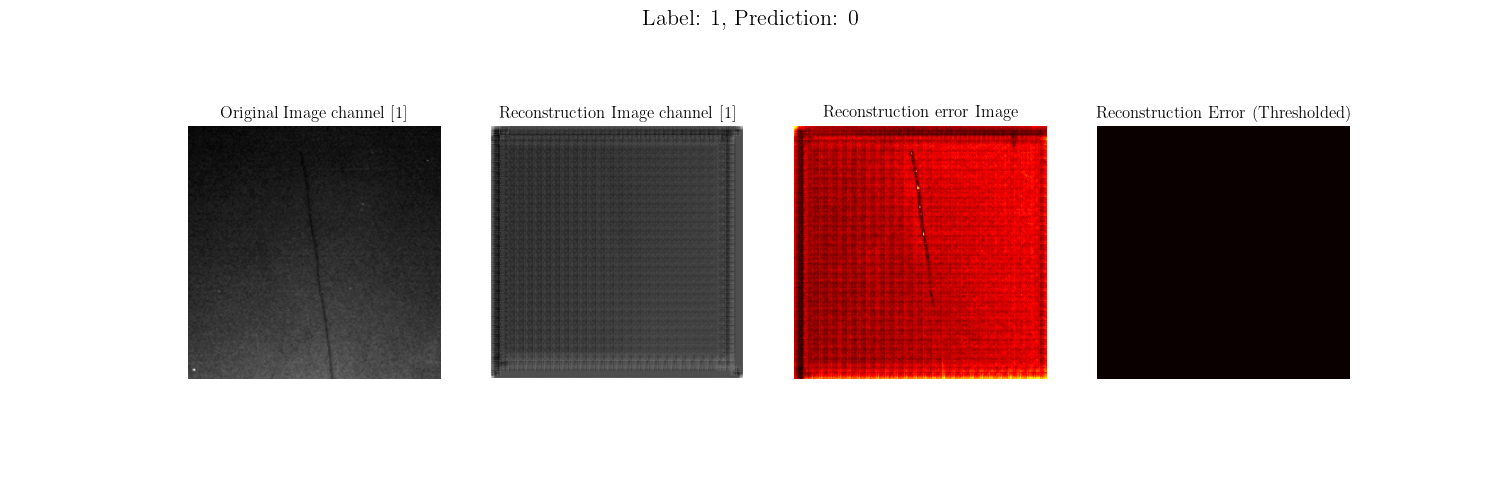 Label: 1, Prediction: 0
Original Image channel [1]
Reconstruction Image channel [1]
Reconstruction error Image
Reconstruction Error (Thresholded)